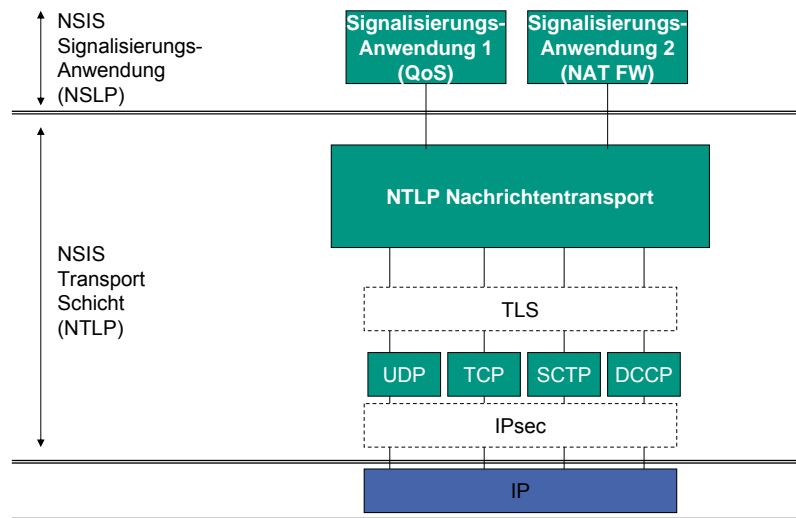 NSIS
Signalisierungs-
Anwendung
(NSLP)
Signalisierungs-
Anwendung 1
(QoS)
Signalisierungs-
Anwendung 2
(NAT FW)
NTLP Nachrichtentransport
NSIS
Transport
Schicht
(NTLP)
TLS
UDP TCP SCTP DCCP
IPsec
IP